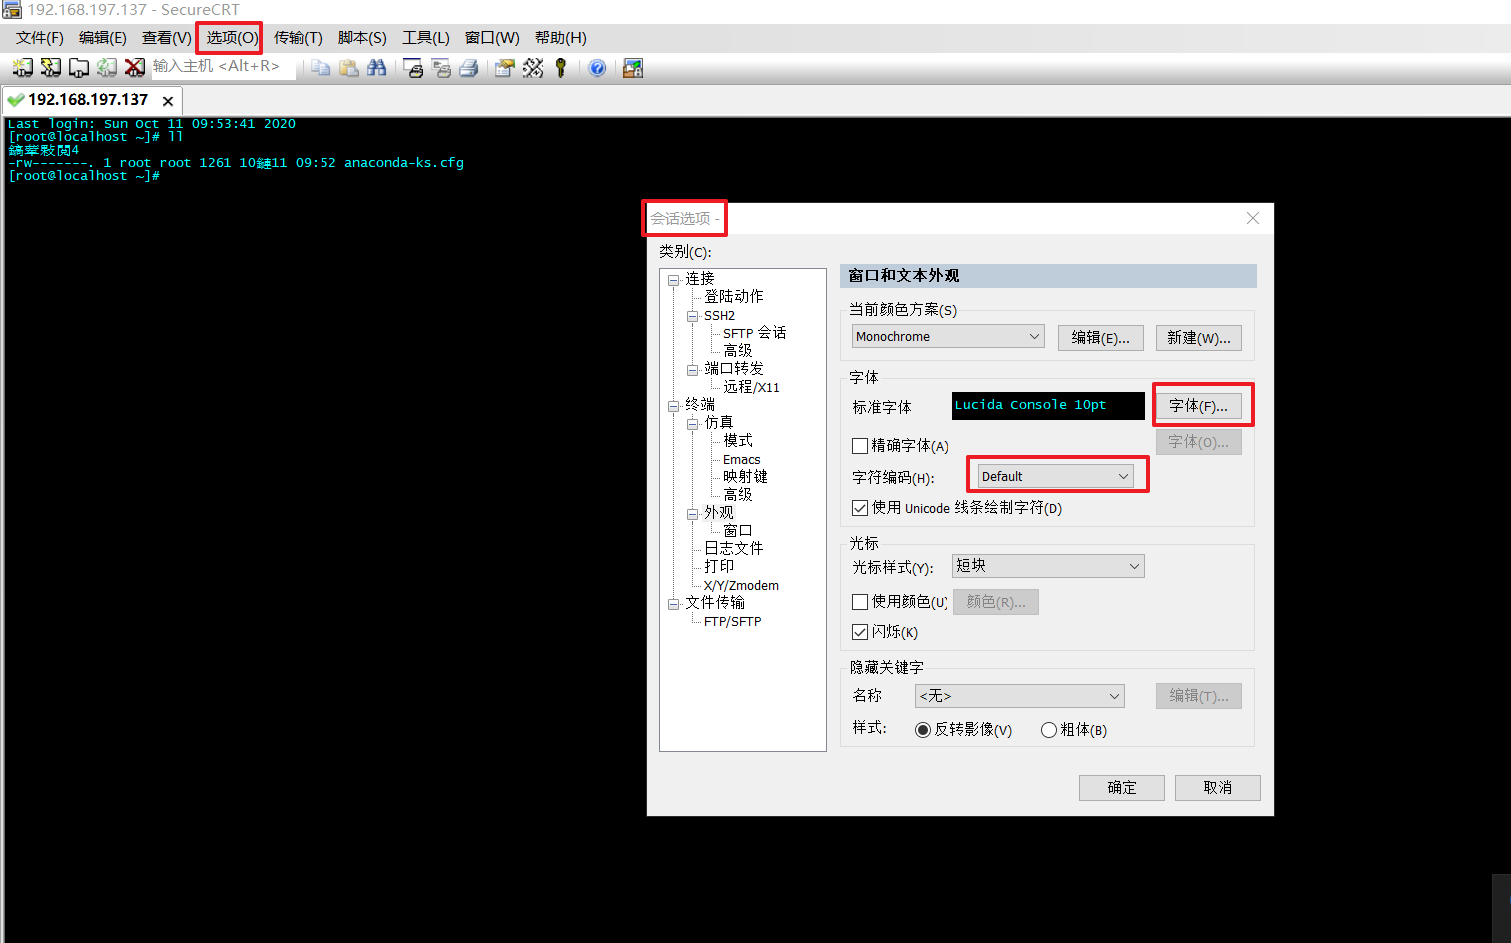 192.168.197.137 - SecureCRT
文件(F) 编辑(E) 查看(V) 选项(O) 传输(T) 脚本(S) 工具(L) 窗口(W) 帮助(H)
输入主机 <Alt+R>
192.168.197.137
Last login: Sun Oct 11 09:53:41 2020
[root@localhost ~]# ll
-rw-------. 1 root root 1261 10 11 09:52 anaconda-ks.cfg
[root@localhost ~]#
会话选项 -
类别(C):
连接
登陆动作
SSH2
SFTP 会话
高级
端口转发
远程/X11
终端
仿真
模式
Emacs
映射键
高级
外观
窗口
日志文件
打印
X/Y/Zmodem
文件传输
FTP/SFTP
窗口和文本外观
当前颜色方案(S)
Monochrome 编辑(E)... 新建(W)...
字体
标准字体 Lucida Console 10pt 字体(F)...
精确字体(A) 字体(O)...
字符编码(H): Default
使用 Unicode 线条绘制字符(D)
光标
光标样式(Y): 短块
使用颜色(U) 颜色(R)...
闪烁(K)
隐藏关键字
名称 <无> 编辑(T)...
样式: 反转影像(V) 粗体(B)
确定 取消